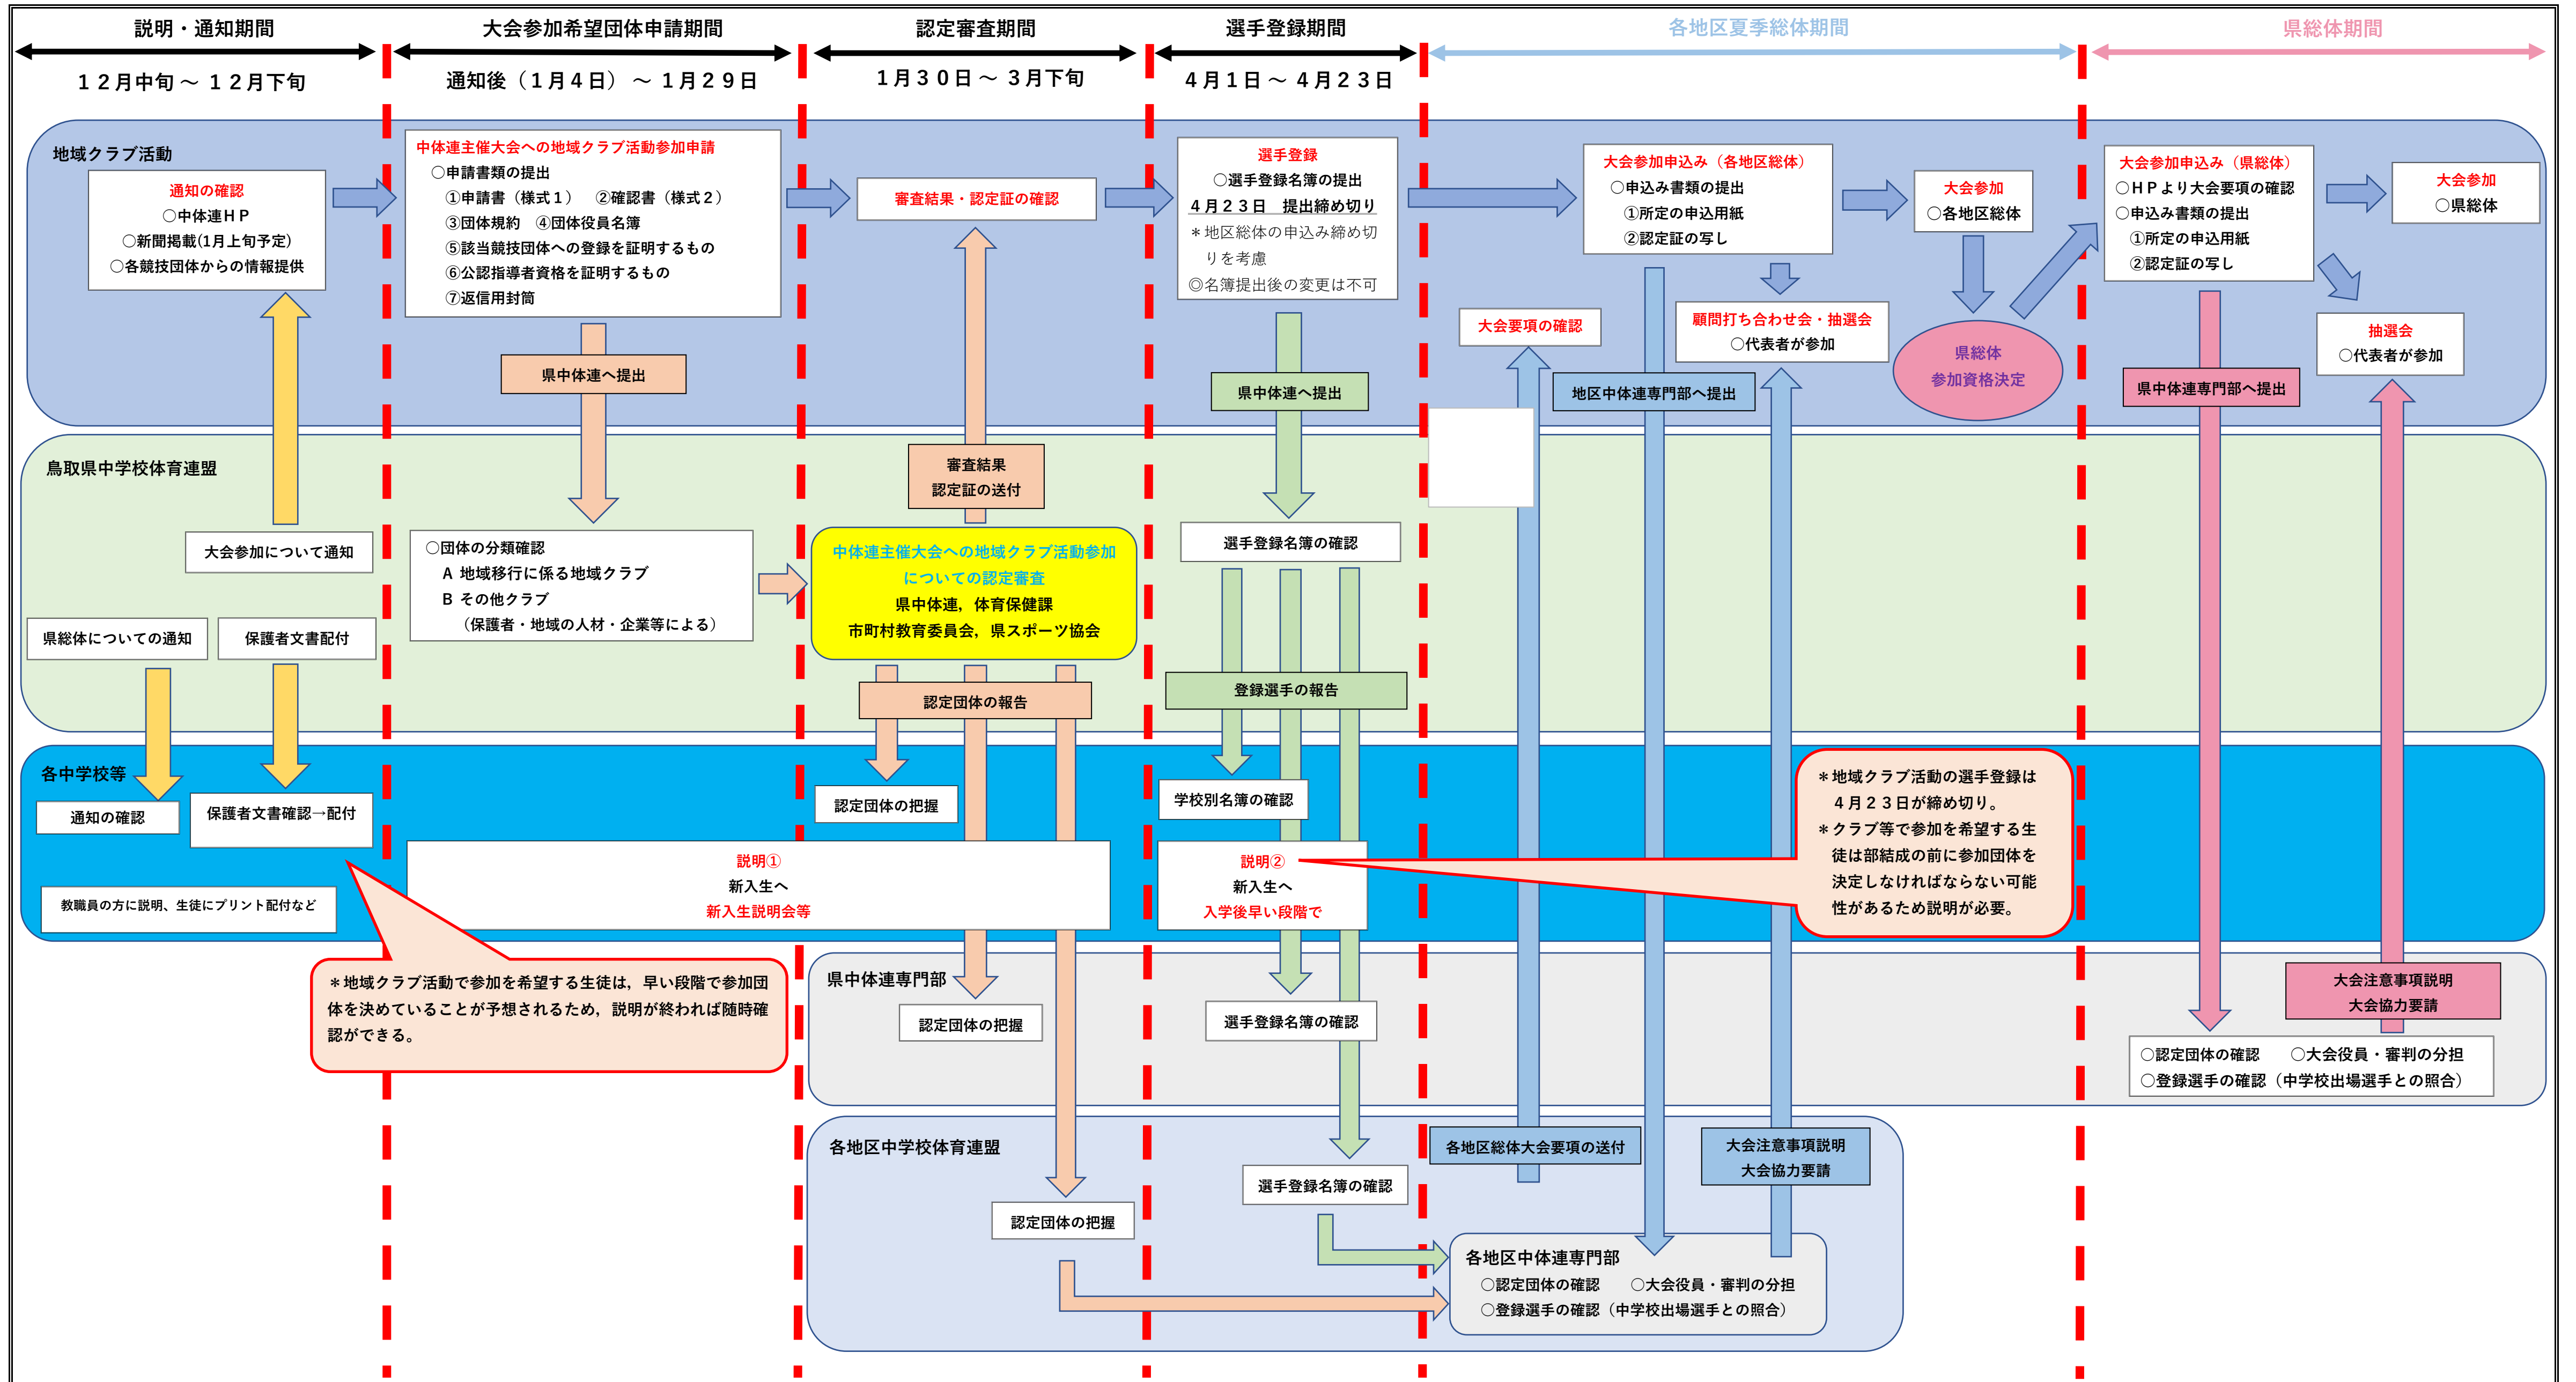 説明・通知期間
１２月中旬 ～ １２月下旬
大会参加希望団体申請期間
通知後（１月４日） ～ １月２９日
認定審査期間
１月３０日 ～ ３月下旬
選手登録期間
４月１日 ～ ４月２３日
各地区夏季総体期間
県総体期間
地域クラブ活動
通知の確認
○中体連ＨＰ
○新聞掲載(1月上旬予定)
○各競技団体からの情報提供
中体連主催大会への地域クラブ活動参加申請
○申請書類の提出
①申請書（様式１） ②確認書（様式２）
③団体規約 ④団体役員名簿
⑤該当競技団体への登録を証明するもの
⑥公認指導者資格を証明するもの
⑦返信用封筒
県中体連へ提出
審査結果・認定証の確認
選手登録
○選手登録名簿の提出
４月２３日 提出締め切り
＊地区総体の申込み締め切
りを考慮
◎名簿提出後の変更は不可
県中体連へ提出
大会要項の確認
大会参加申込み（各地区総体）
○申込み書類の提出
①所定の申込用紙
②認定証の写し
地区中体連専門部へ提出
顧問打ち合わせ会・抽選会
○代表者が参加
大会参加
○各地区総体
県総体
参加資格決定
大会参加申込み（県総体）
○ＨＰより大会要項の確認
○申込み書類の提出
①所定の申込用紙
②認定証の写し
県中体連専門部へ提出
大会参加
○県総体
抽選会
○代表者が参加
鳥取県中学校体育連盟
大会参加について通知
県総体についての通知
保護者文書配付
○団体の分類確認
A 地域移行に係る地域クラブ
B その他クラブ
（保護者・地域の人材・企業等による）
審査結果
認定証の送付
中体連主催大会への地域クラブ活動参加
についての認定審査
県中体連，体育保健課
市町村教育委員会，県スポーツ協会
認定団体の報告
選手登録名簿の確認
登録選手の報告
各中学校等
通知の確認
保護者文書確認→配付
教職員の方に説明、生徒にプリント配付など
認定団体の把握
説明①
新入生へ
新入生説明会等
学校別名簿の確認
説明②
新入生へ
入学後早い段階で
＊地域クラブ活動の選手登録は
４月２３日が締め切り。
＊クラブ等で参加を希望する生
徒は部結成の前に参加団体を
決定しなければならない可能
性があるため説明が必要。
＊地域クラブ活動で参加を希望する生徒は，早い段階で参加団
体を決めていることが予想されるため，説明が終われば随時確
認ができる。
県中体連専門部
認定団体の把握
選手登録名簿の確認
大会注意事項説明
大会協力要請
○認定団体の確認 ○大会役員・審判の分担
○登録選手の確認（中学校出場選手との照合）
各地区中学校体育連盟
認定団体の把握
選手登録名簿の確認
各地区総体大会要項の送付
大会注意事項説明
大会協力要請
各地区中体連専門部
○認定団体の確認 ○大会役員・審判の分担
○登録選手の確認（中学校出場選手との照合）